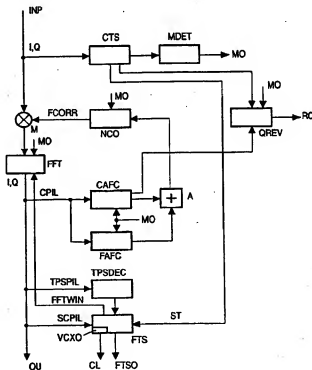 INP
CTS
MDET
I,Q
MO
MO
MO
FCORR
RC
M
NCO
QREV
MO
FFT
I,Q
CPIL
CAFC
A
+
MO
FAFC
TPSPIL
TPSDEC
FFTWIN
SCPIL
ST
FTS
VCXO
OU
CL
FTSO